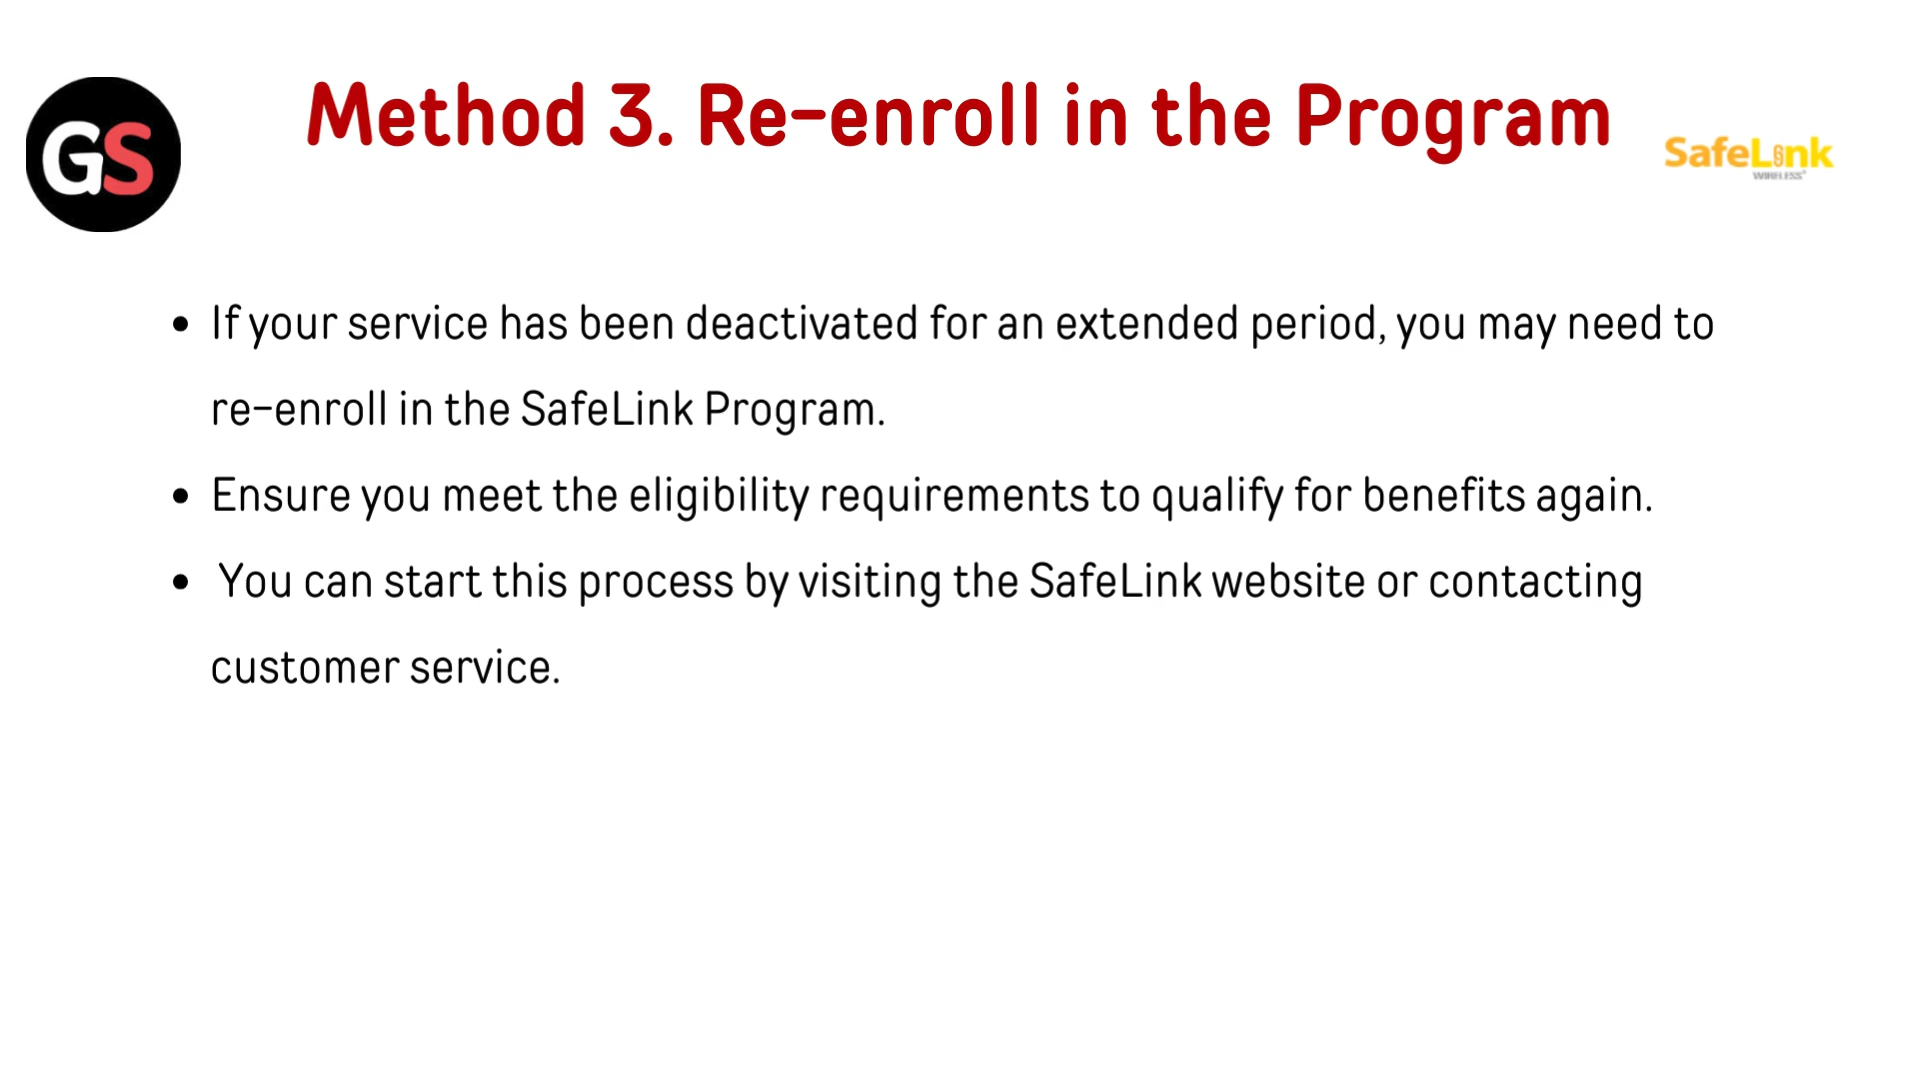 GS
Method 3. Re-enroll in the Program
SafeLink
WIRELESS
• If your service has been deactivated for an extended period, you may need to
re-enroll in the SafeLink Program.
• Ensure you meet the eligibility requirements to qualify for benefits again.
• You can start this process by visiting the SafeLink website or contacting
customer service.